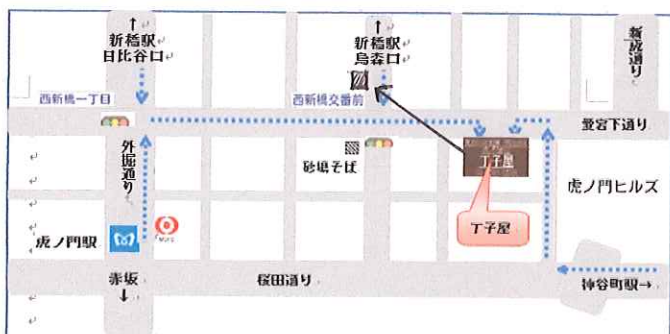 ↑
新橋駅
日比谷口
↑
新橋駅
烏森口
新虎通り
西新橋一丁目
西新橋交番前
愛宕下通り
外堀通り
砂場そば
丁子屋
虎ノ門ヒルズ
丁子屋
虎ノ門駅
MUFG
赤坂
↓
桜田通り
神谷町駅→